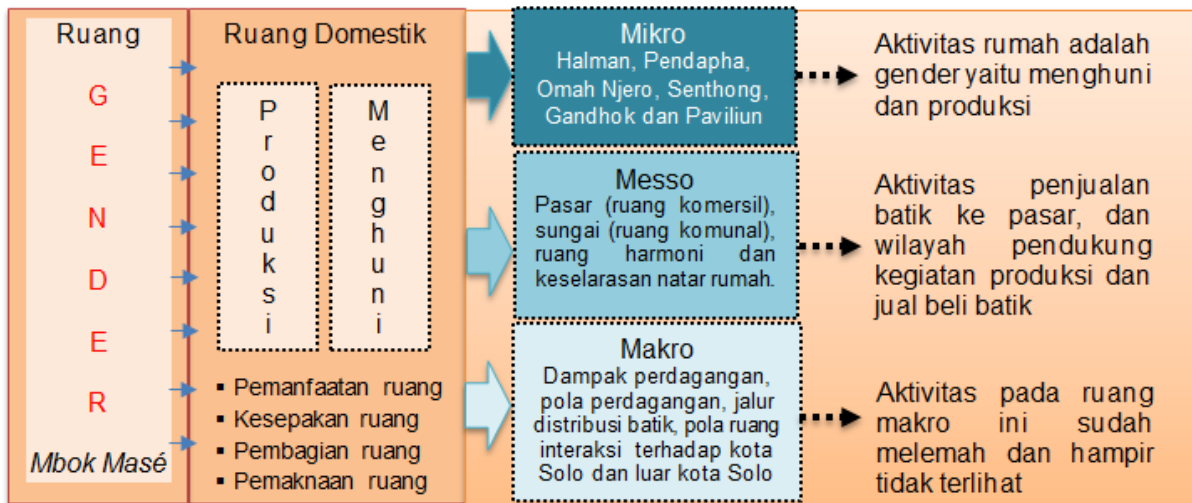 Ruang
G
E
N
D
E
R
Mbok Masé
Ruang Domestik
Produksi
Menghuni
▪ Pemanfaatan ruang
▪ Kesepakan ruang
▪ Pembagian ruang
▪ Pemaknaan ruang
Mikro
Halman, Pendapha,
Omah Njero, Senthong,
Gandhok dan Paviliun
Aktivitas rumah adalah
gender yaitu menghuni
dan produksi
Messo
Pasar (ruang komersil),
sungai (ruang komunal),
ruang harmoni dan
keselarasan natar rumah.
Aktivitas penjualan
batik ke pasar, dan
wilayah pendukung
kegiatan produksi dan
jual beli batik
Makro
Dampak perdagangan,
pola perdagangan, jalur
distribusi batik, pola ruang
interaksi terhadap kota
Solo dan luar kota Solo
Aktivitas pada ruang
makro ini sudah
melemah dan hampir
tidak terlihat